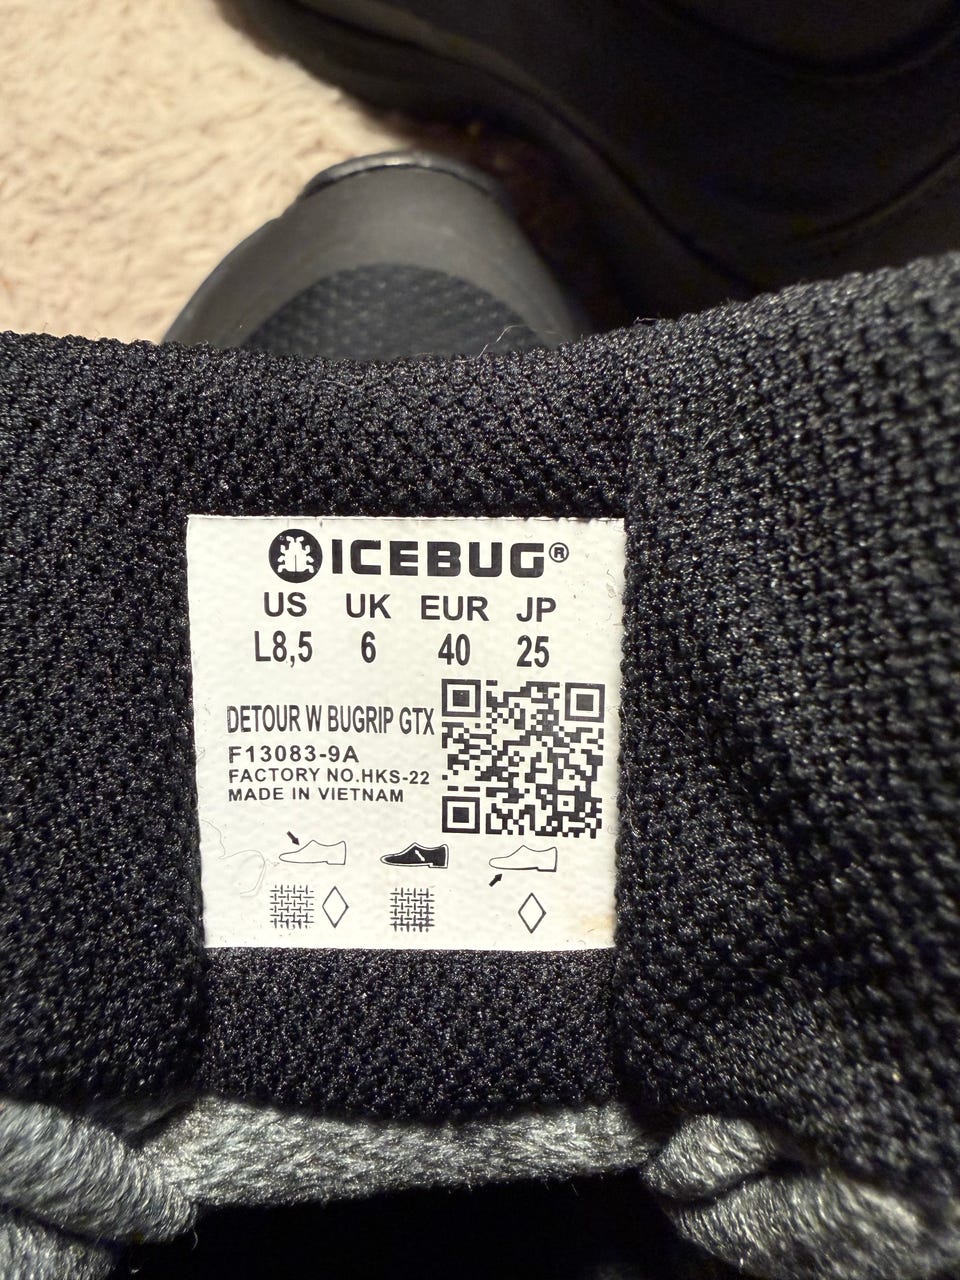 ICEBUG®
US UK EUR JP
L8,5 6 40 25
DETOUR W BUGRIP GTX
F13083-9A
FACTORY NO.HKS-22
MADE IN VIETNAM